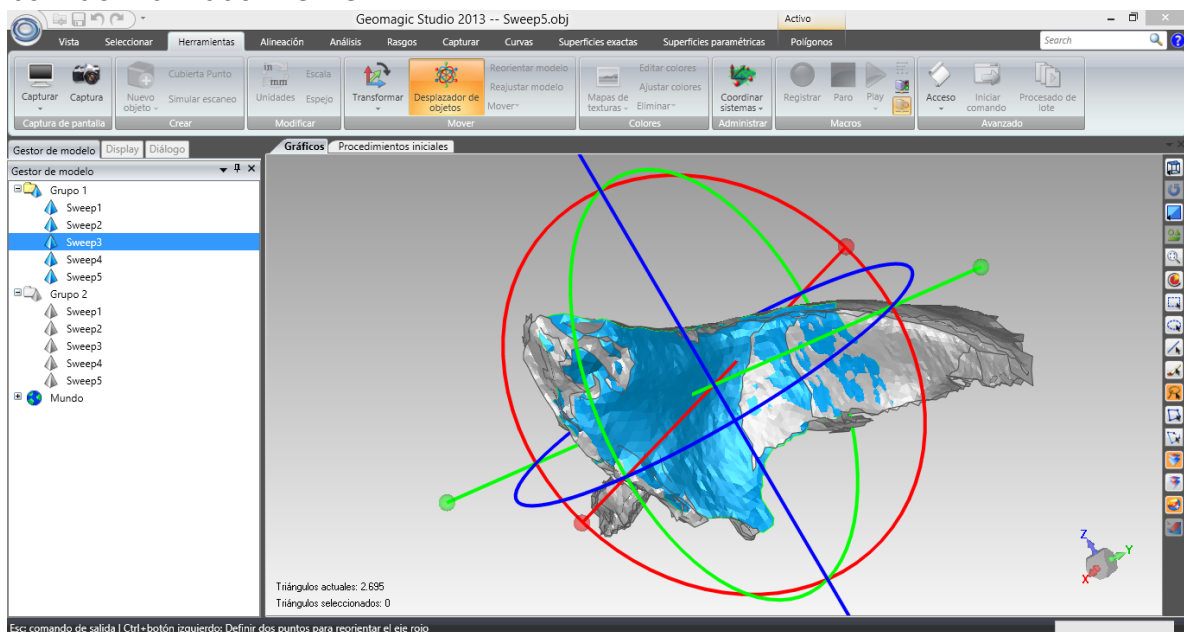 Geomagic Studio 2013 -- Sweep5.obj
Activo
Vista Seleccionar Herramientas Alineación Análisis Rasgos Capturar Curvas Superficies exactas Superficies paramétricas Polígonos Search
Capturar
Captura
Captura de pantalla
Nuevo objeto
Cubierta Punto
Simular escaneo
Crear
in
mm
Unidades
Escala
Espejo
Modificar
Transformar
Desplazador de
objetos
Reorientar modelo
Reajustar modelo
Mover
Mover
Mapas de
texturas
Editar colores
Ajustar colores
Eliminar
Colores
Coordinar
sistemas
Administrar
Registrar
Paro
Play
Macros
Acceso
Iniciar
comando
Procesado de
lote
Avanzado
Gestor de modelo Display Diálogo
Gráficos Procedimientos iniciales
Gestor de modelo
Grupo 1
Sweep1
Sweep2
Sweep3
Sweep4
Sweep5
Grupo 2
Sweep1
Sweep2
Sweep3
Sweep4
Sweep5
Mundo
Z
Y
X
Triángulos actuales: 2.695
Triángulos seleccionados: 0
Esc: comando de salida | Ctrl+botón izquierdo: Definir dos puntos para reorientar el eje rojo